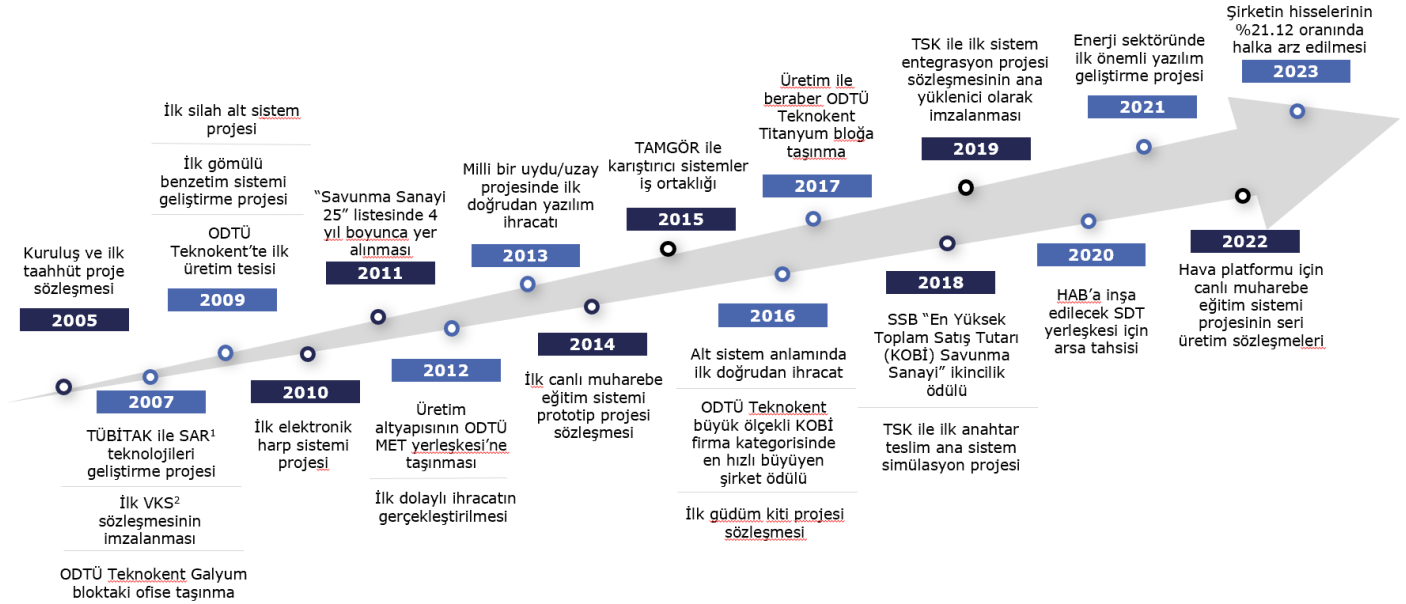 Kuruluş ve ilk
taahhüt proje
sözleşmesi
2005
2007
TÜBİTAK ile SAR¹
teknolojileri
geliştirme projesi
İlk VKS²
sözleşmesinin
imzalanması
ODTÜ Teknokent Galyum
bloktaki ofise taşınma
İlk silah alt sistem
projesi
İlk gömülü
benzetim sistemi
geliştirme projesi
ODTÜ
Teknokent’te ilk
üretim tesisi
2009
2010
İlk elektronik
harp sistemi
projesi
“Savunma Sanayi
25” listesinde 4
yıl boyunca yer
alınması
2011
2012
Üretim
altyapısının ODTÜ
MET yerleşkesi’ne
taşınması
İlk dolaylı ihracatın
gerçekleştirilmesi
Milli bir uydu/uzay
projesinde ilk
doğrudan yazılım
ihracatı
2013
2014
İlk canlı muharebe
eğitim sistemi
prototip projesi
sözleşmesi
TAMGÖR ile
karıştırıcı sistemler
iş ortaklığı
2015
2016
Alt sistem anlamında
ilk doğrudan ihracat
ODTÜ Teknokent
büyük ölçekli KOBİ
firma kategorisinde
en hızlı büyüyen
şirket ödülü
İlk güdüm kiti projesi
sözleşmesi
Üretim ile
beraber ODTÜ
Teknokent
Titanyum bloğa
taşınma
2017
2018
SSB “En Yüksek
Toplam Satış Tutarı
(KOBİ) Savunma
Sanayi” ikincilik
ödülü
TSK ile ilk anahtar
teslim ana sistem
simülasyon projesi
TSK ile ilk sistem
entegrasyon projesi
sözleşmesinin ana
yüklenici olarak
imzalanması
2019
2020
HAB’a inşa
edilecek SDT
yerleşkesi için
arsa tahsisi
Enerji sektöründe
ilk önemli yazılım
geliştirme projesi
2021
2022
Hava platformu için
canlı muharebe
eğitim sistemi
projesinin seri
üretim sözleşmeleri
Şirketin hisselerinin
%21.12 oranında
halka arz edilmesi
2023